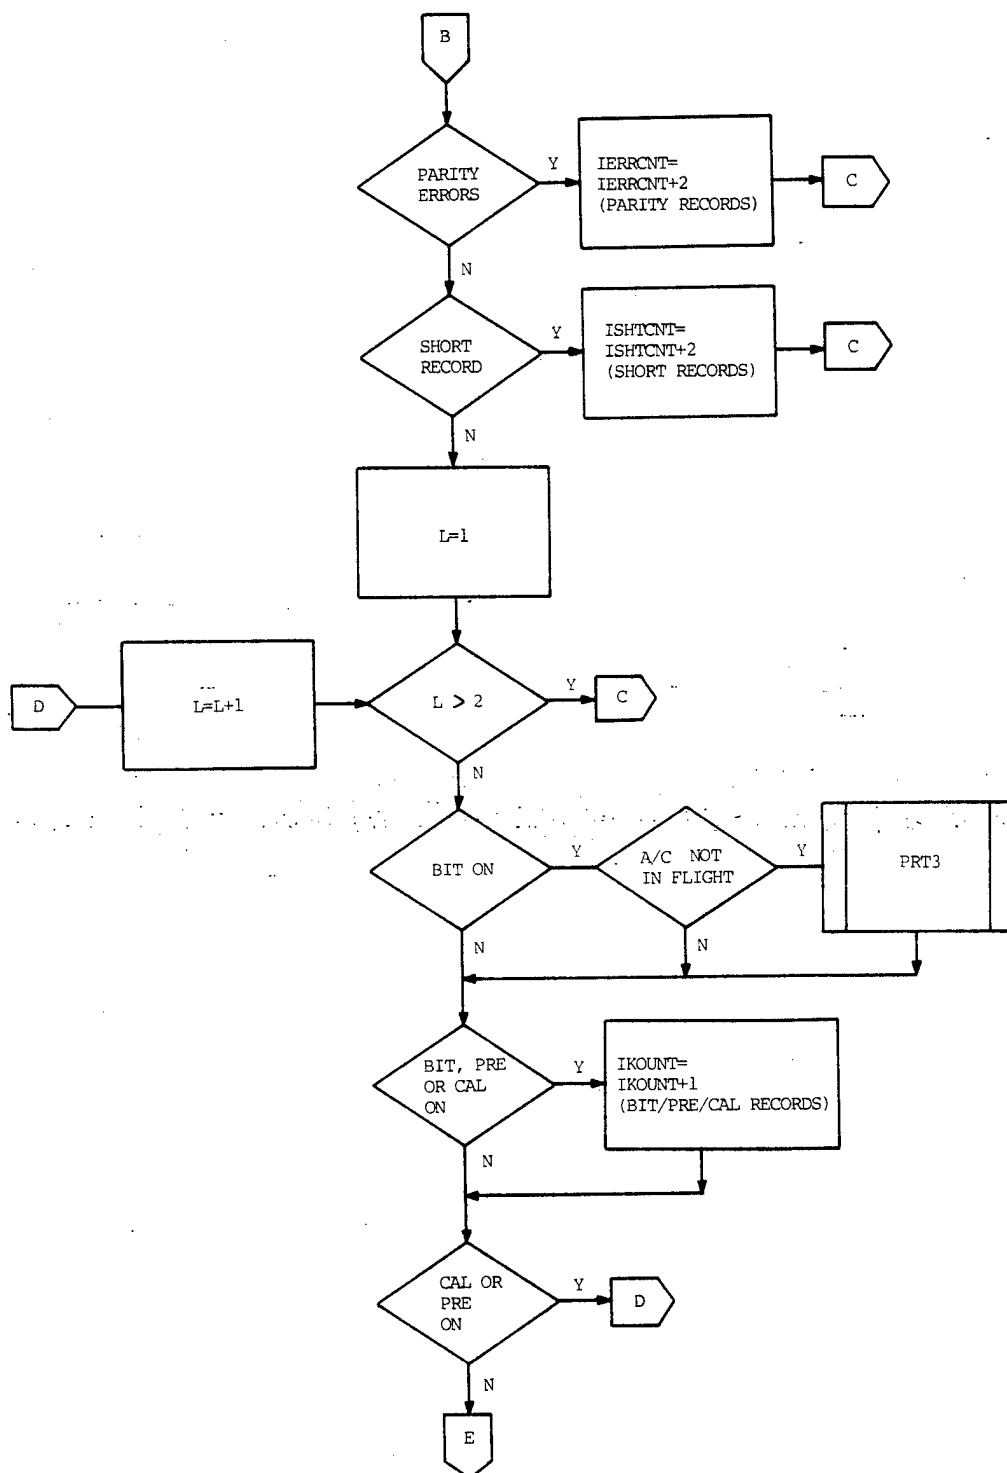 B
PARITY
ERRORS
Y
IERRCNT=
IERRCNT+2
(PARITY RECORDS)
C
N
SHORT
RECORD
Y
ISHTCNT=
ISHTCNT+2
(SHORT RECORDS)
C
N
L=1
D
L=L+1
L > 2
Y
C
N
BIT ON
Y
A/C NOT
IN FLIGHT
Y
PRT3
N
N
BIT, PRE
OR CAL
ON
Y
IKOUNT=
IKOUNT+1
(BIT/PRE/CAL RECORDS)
N
CAL OR
PRE
ON
Y
D
N
E